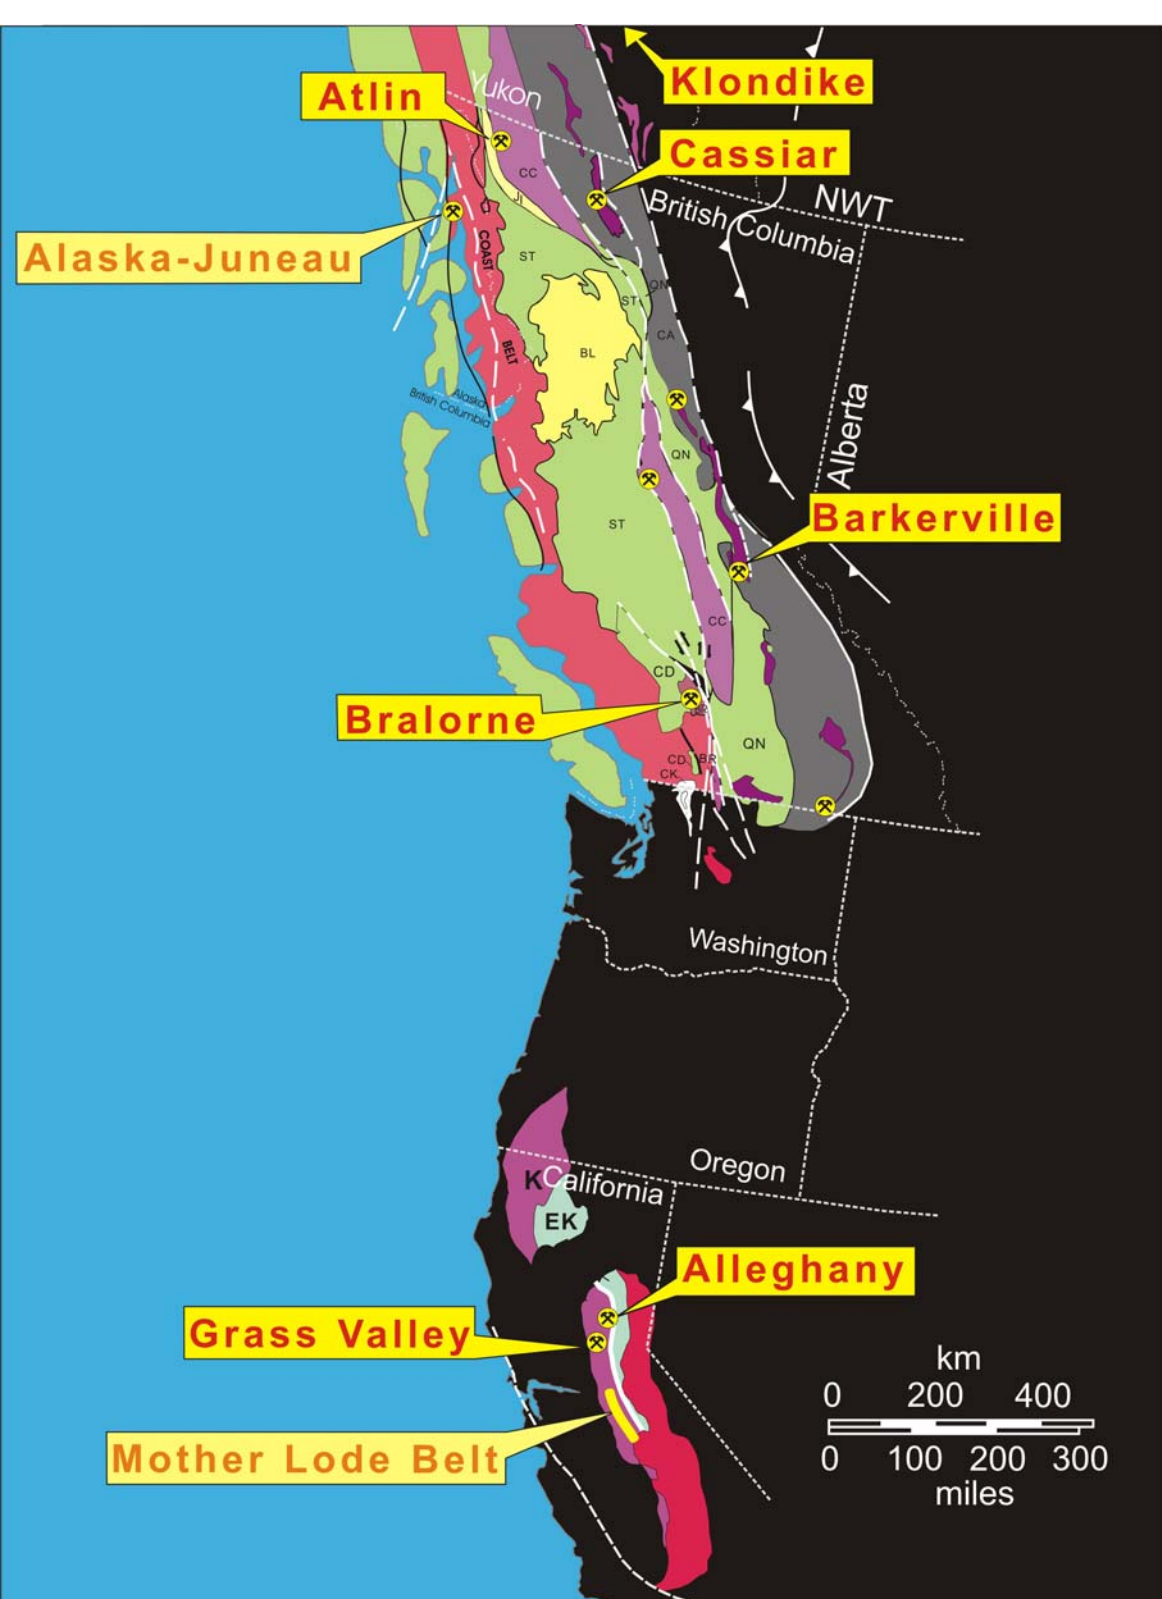 Klondike
Yukon
Atlin
Cassiar
CC
JI
NWT
British Columbia
Alaska-Juneau
COAST
ST
QN
ST
CA
BELT
BL
Alaska
British Columbia
Alberta
QN
Barkerville
ST
CC
CD
Bralorne
QN
CD
BR
CK
Washington
Oregon
K
California
EK
Alleghany
Grass Valley
km
0 200 400
0 100 200 300
miles
Mother Lode Belt